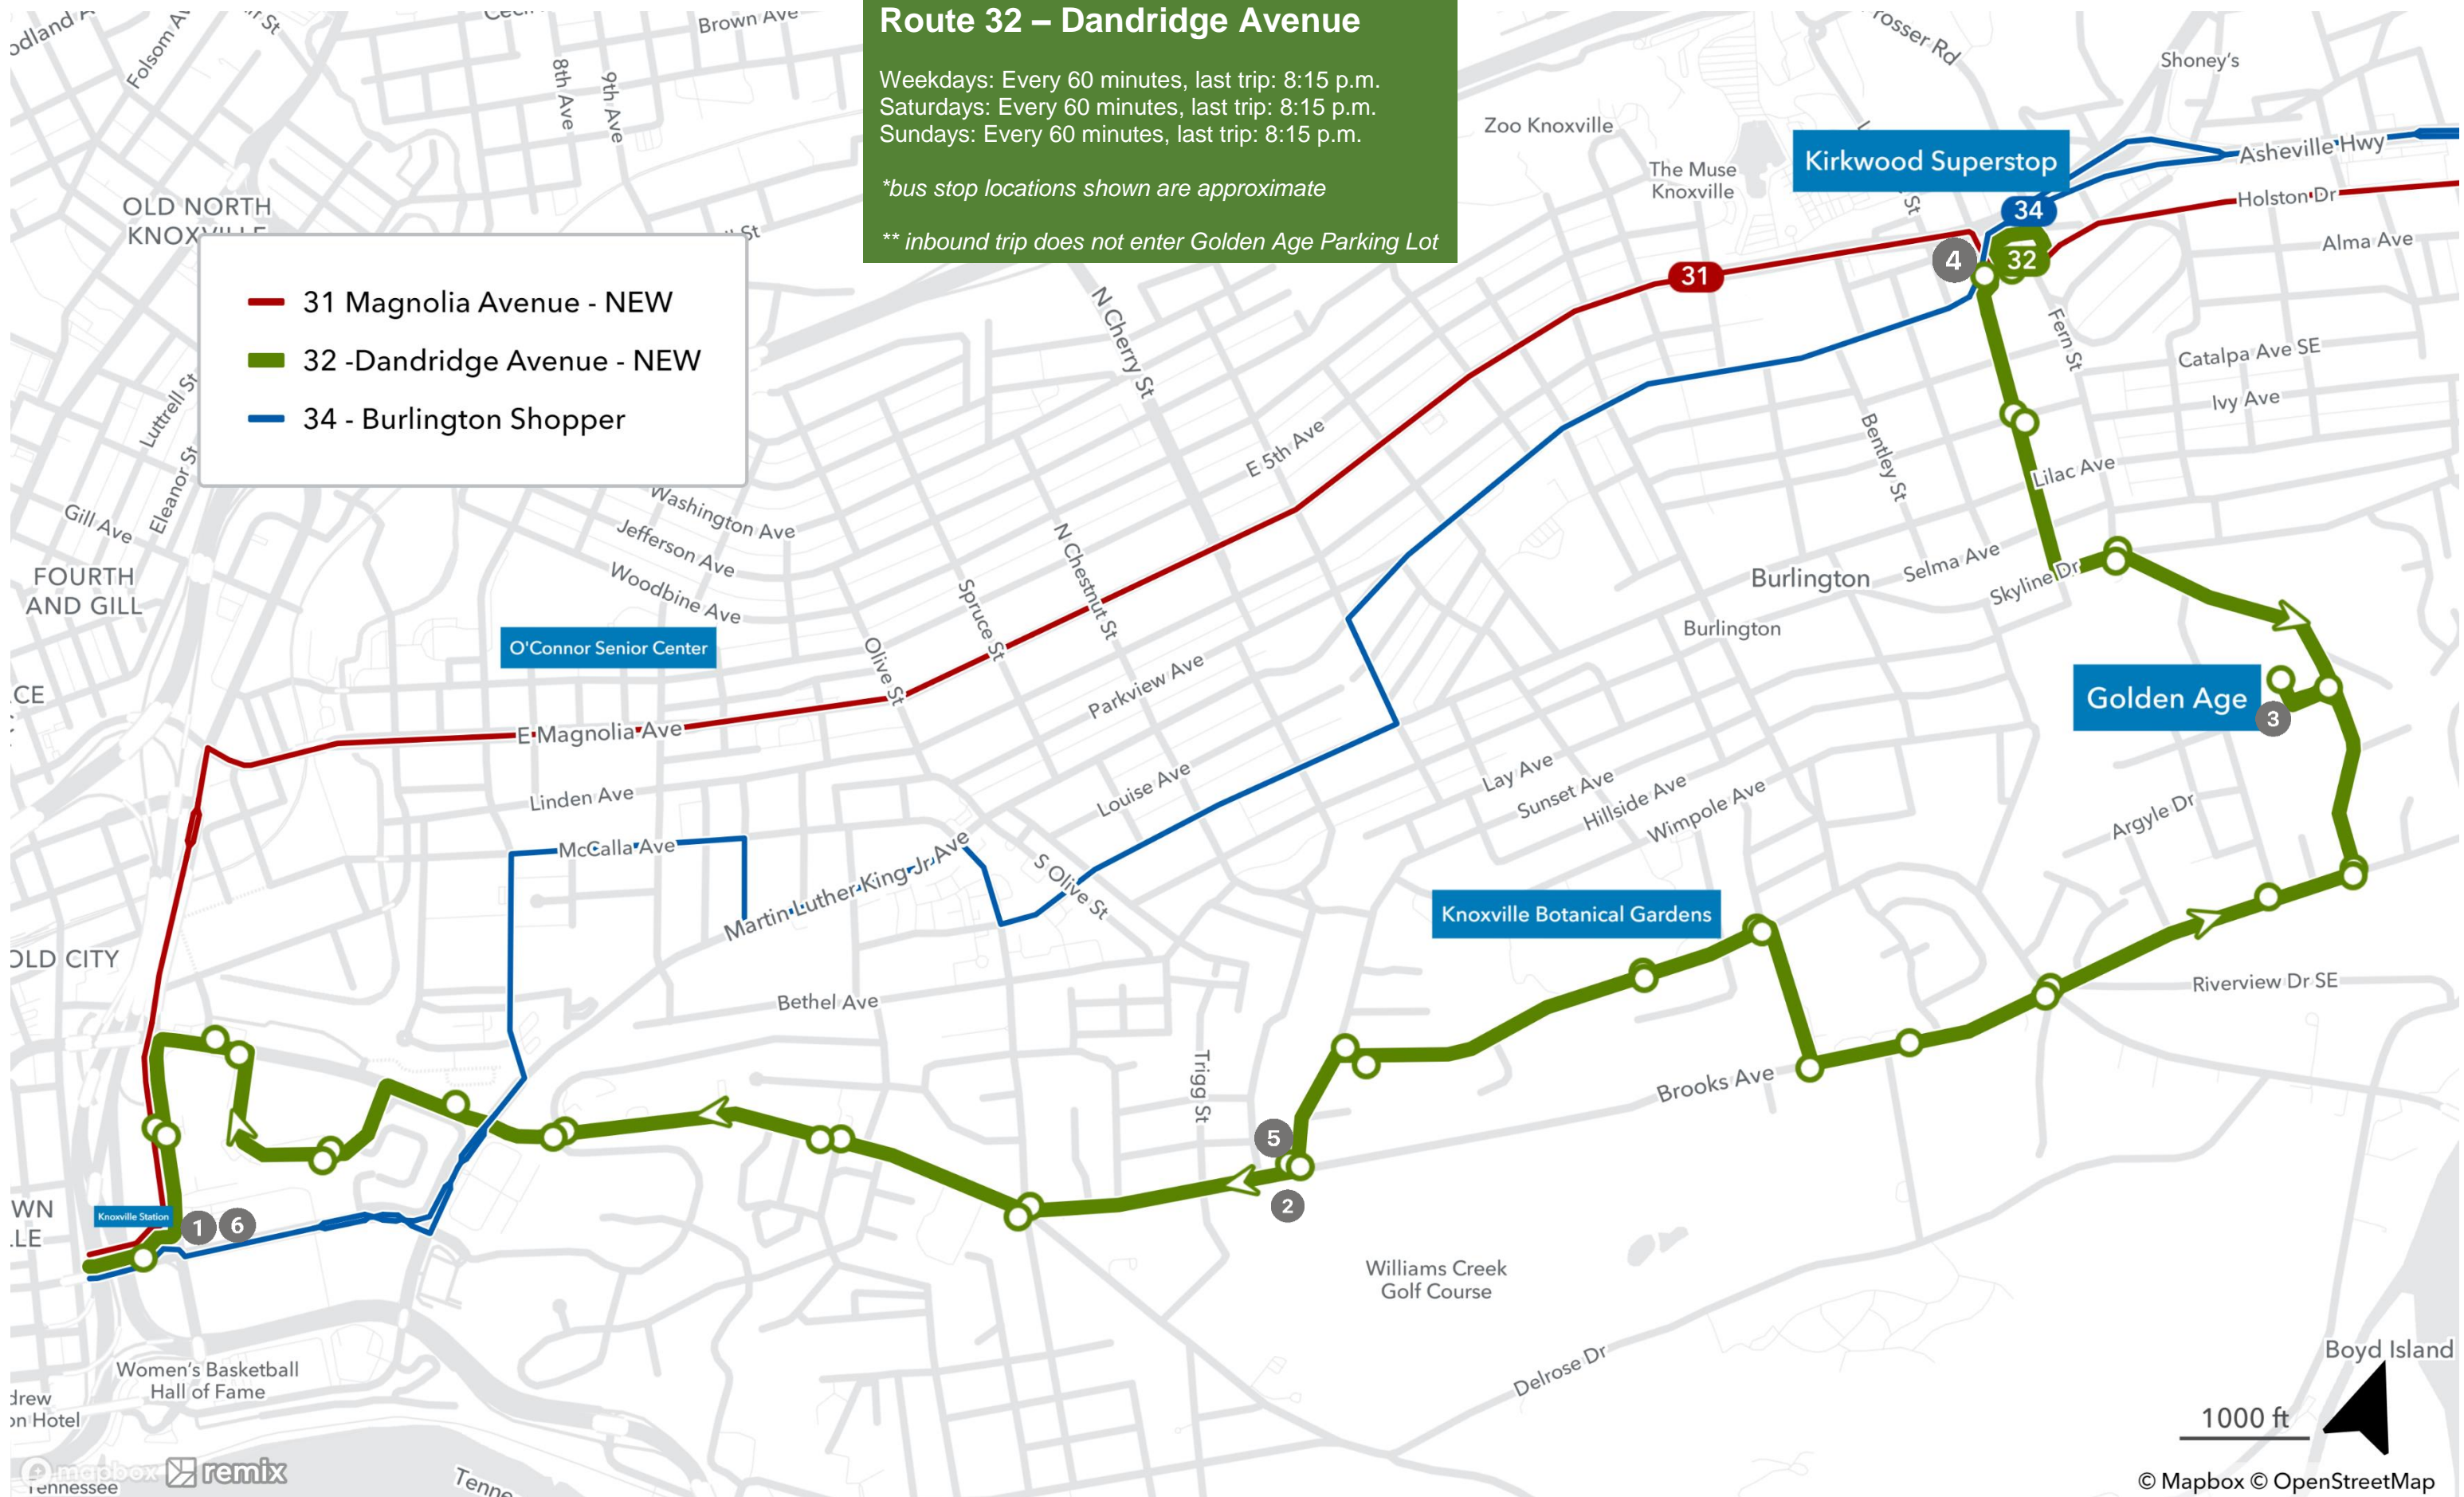 Route 32 – Dandridge Avenue
Weekdays: Every 60 minutes, last trip: 8:15 p.m.
Saturdays: Every 60 minutes, last trip: 8:15 p.m.
Sundays: Every 60 minutes, last trip: 8:15 p.m.
*bus stop locations shown are approximate
** inbound trip does not enter Golden Age Parking Lot
31 Magnolia Avenue - NEW
32 -Dandridge Avenue - NEW
34 - Burlington Shopper
Folsom A
Brown Ave
8th Ave
9th Ave
OLD NORTH
Luttrell St
Eleanor St
Gill Ave
FOURTH
AND GILL
Washington Ave
Jefferson Ave
Woodbine Ave
O'Connor Senior Center
Olive St
Spruce St
N Chestnut St
N Cherry St
E 5th Ave
Parkview Ave
E Magnolia Ave
Linden Ave
McCalla Ave
Martin Luther King Jr Ave
S Olive St
Louise Ave
Bethel Ave
Trigg St
Zoo Knoxville
The Muse
Knoxville
Kirkwood Superstop
Shoney's
Asheville Hwy
Holston Dr
Alma Ave
31
34
32
4
Fern St
Catalpa Ave SE
Ivy Ave
Bentley St
Lilac Ave
Selma Ave
Skyline Dr
Burlington
Burlington
Golden Age
3
Lay Ave
Sunset Ave
Hillside Ave
Wimpole Ave
Argyle Dr
Knoxville Botanical Gardens
Riverview Dr SE
Brooks Ave
5
2
OLD CITY
Knoxville Station
1
6
Williams Creek
Golf Course
Delrose Dr
Women's Basketball
Hall of Fame
on Hotel
Boyd Island
1000 ft
mapbox remix
Tennessee
© Mapbox © OpenStreetMap